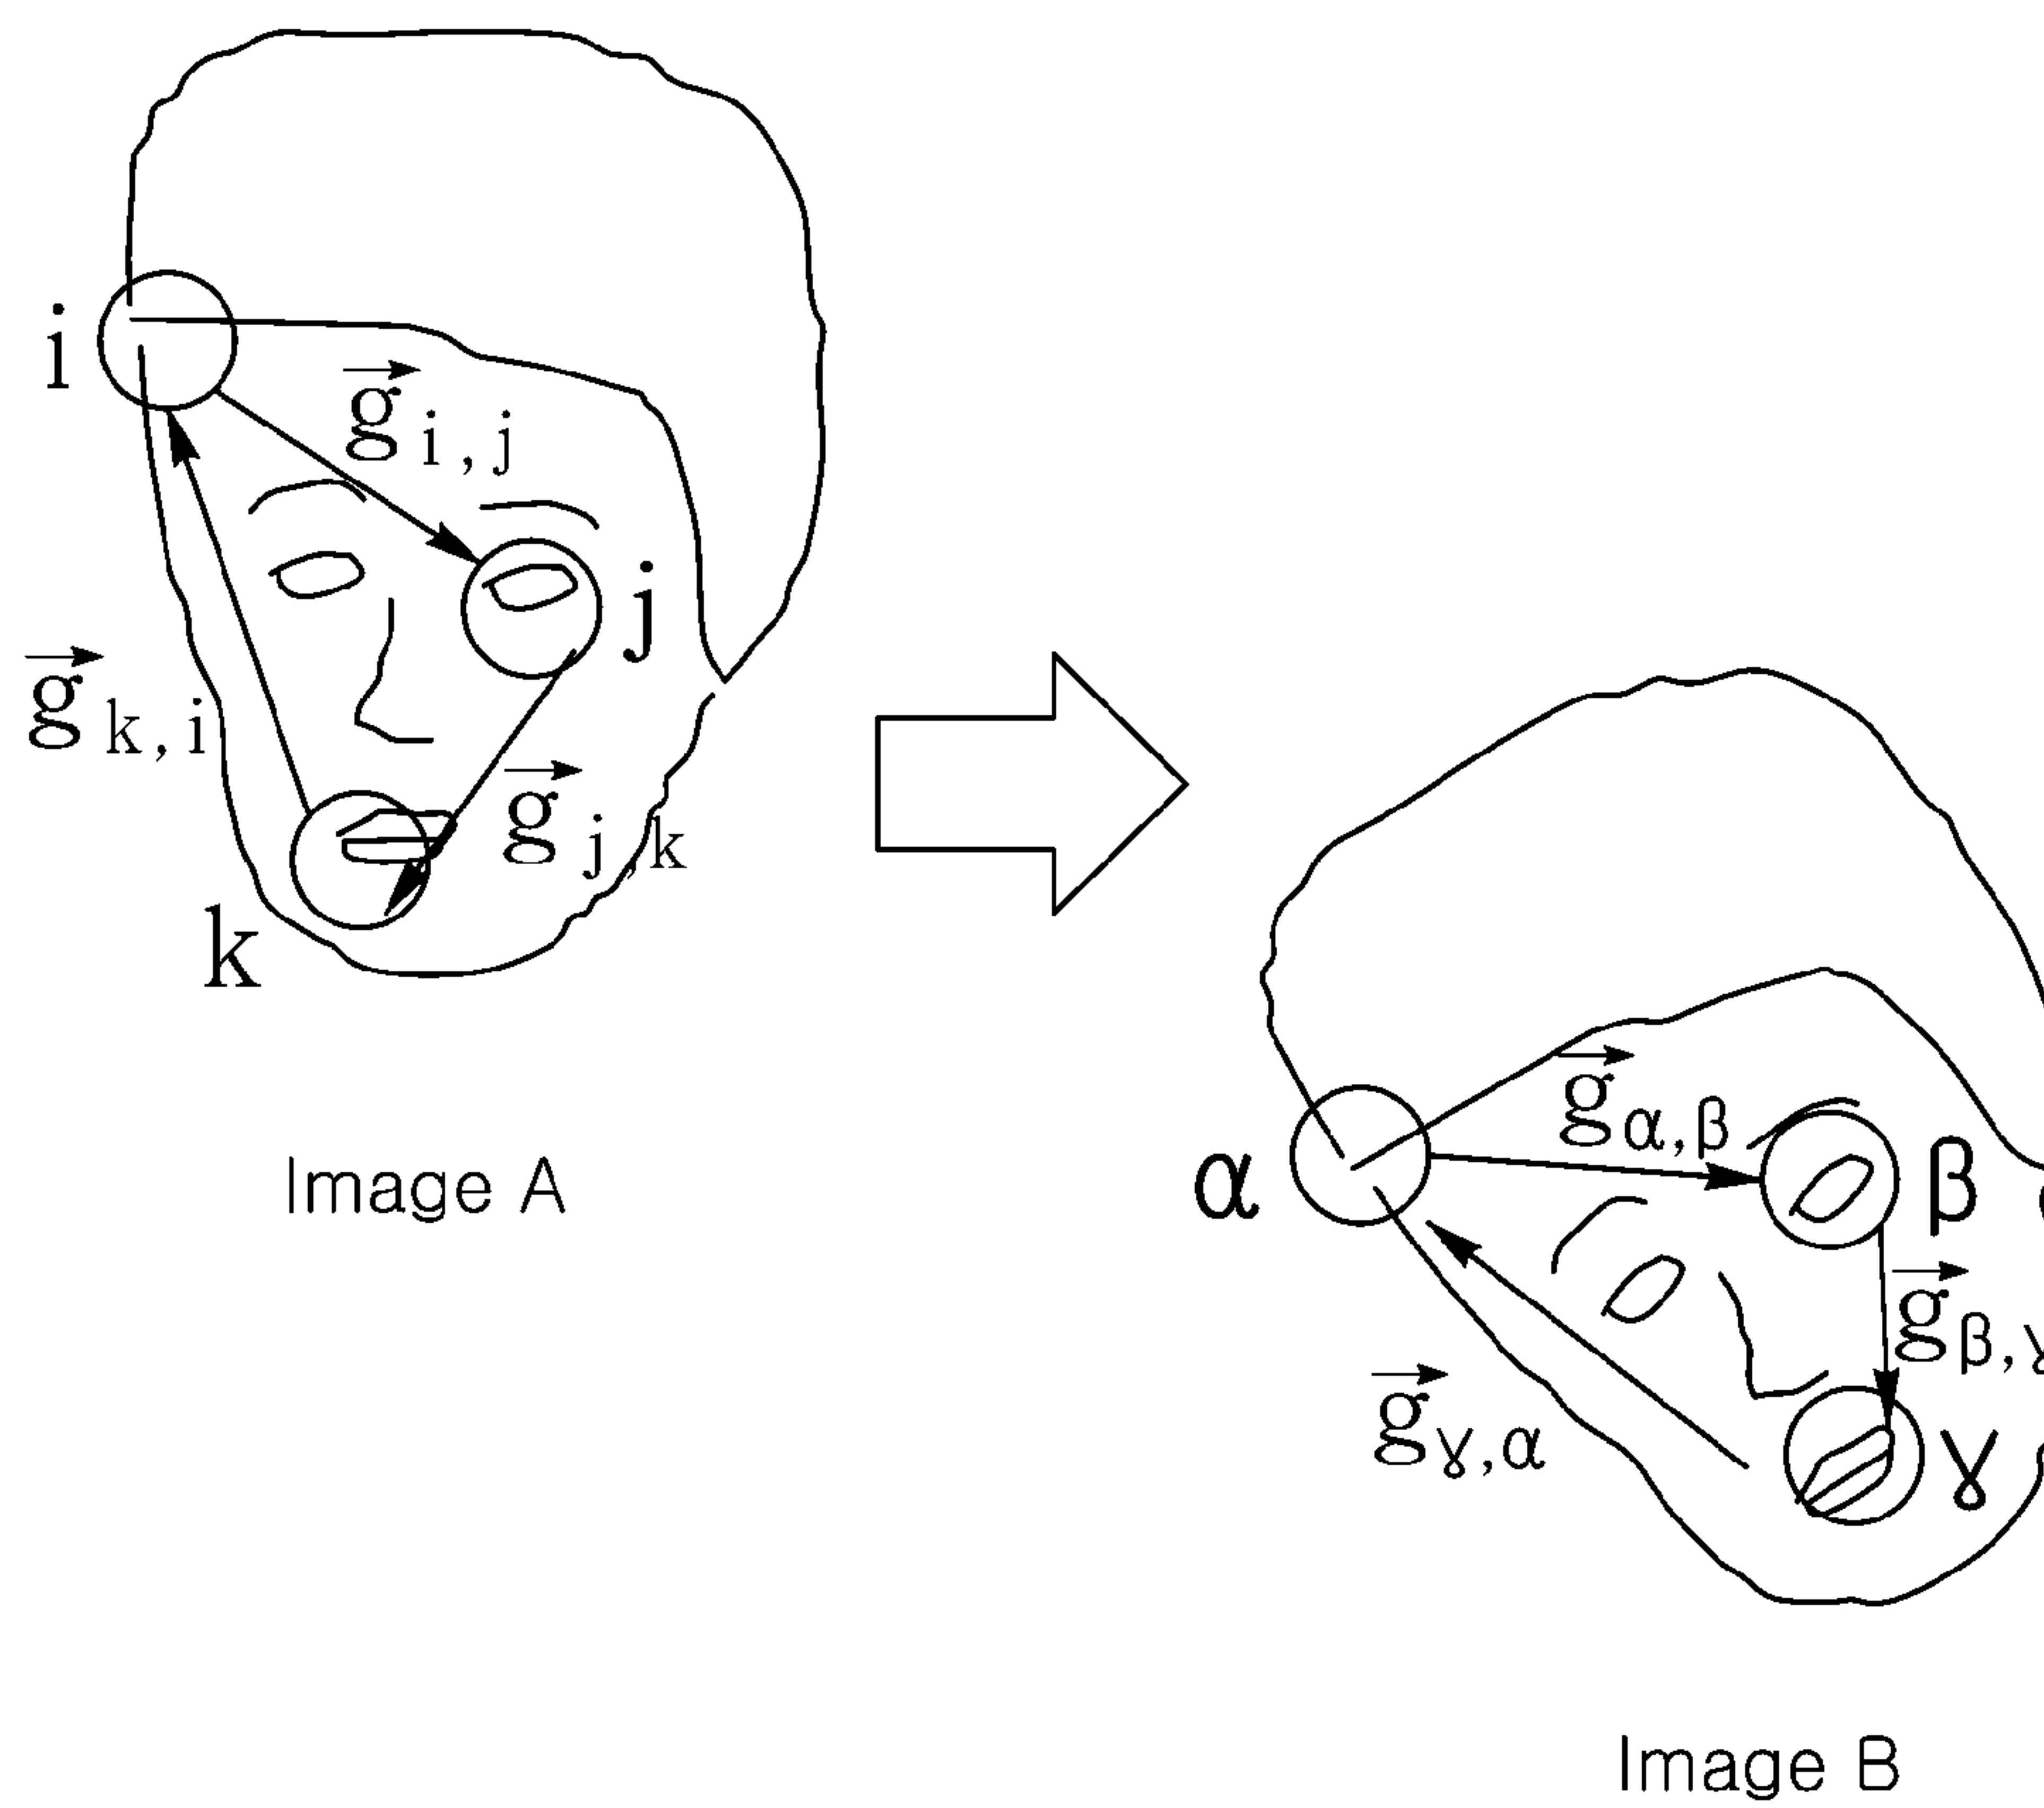 i
g⃗ i,j
j
g⃗ k,i
g⃗ j,k
k
Image A
g⃗ α,β
α
β
g⃗ β,γ
g⃗ γ,α
γ
Image B